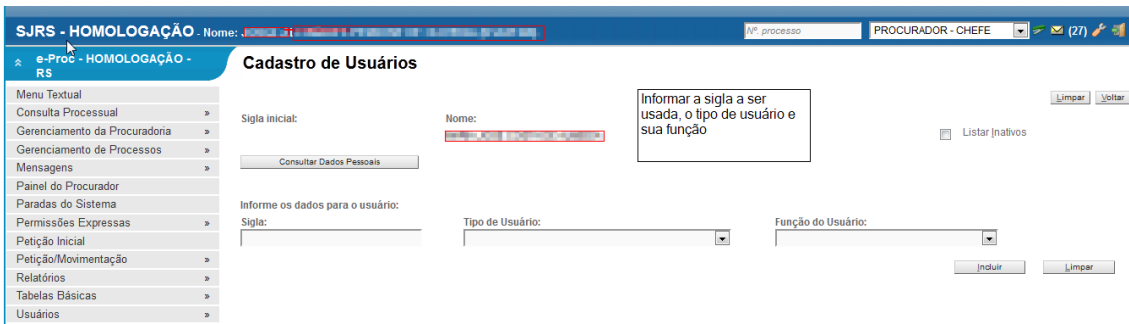 SJRS - HOMOLOGAÇÃO - Nome:
Nº. processo
PROCURADOR - CHEFE
(27)
e-Proc - HOMOLOGAÇÃO -
RS
Cadastro de Usuários
Menu Textual
Consulta Processual »
Gerenciamento da Procuradoria »
Gerenciamento de Processos »
Mensagens »
Painel do Procurador
Paradas do Sistema
Permissões Expressas »
Petição Inicial
Petição/Movimentação »
Relatórios »
Tabelas Básicas »
Usuários »
Limpar Voltar
Informar a sigla a ser
usada, o tipo de usuário e
sua função
Sigla inicial: Nome:
Listar Inativos
Consultar Dados Pessoais
Informe os dados para o usuário:
Sigla: Tipo de Usuário: Função do Usuário:
Incluir Limpar